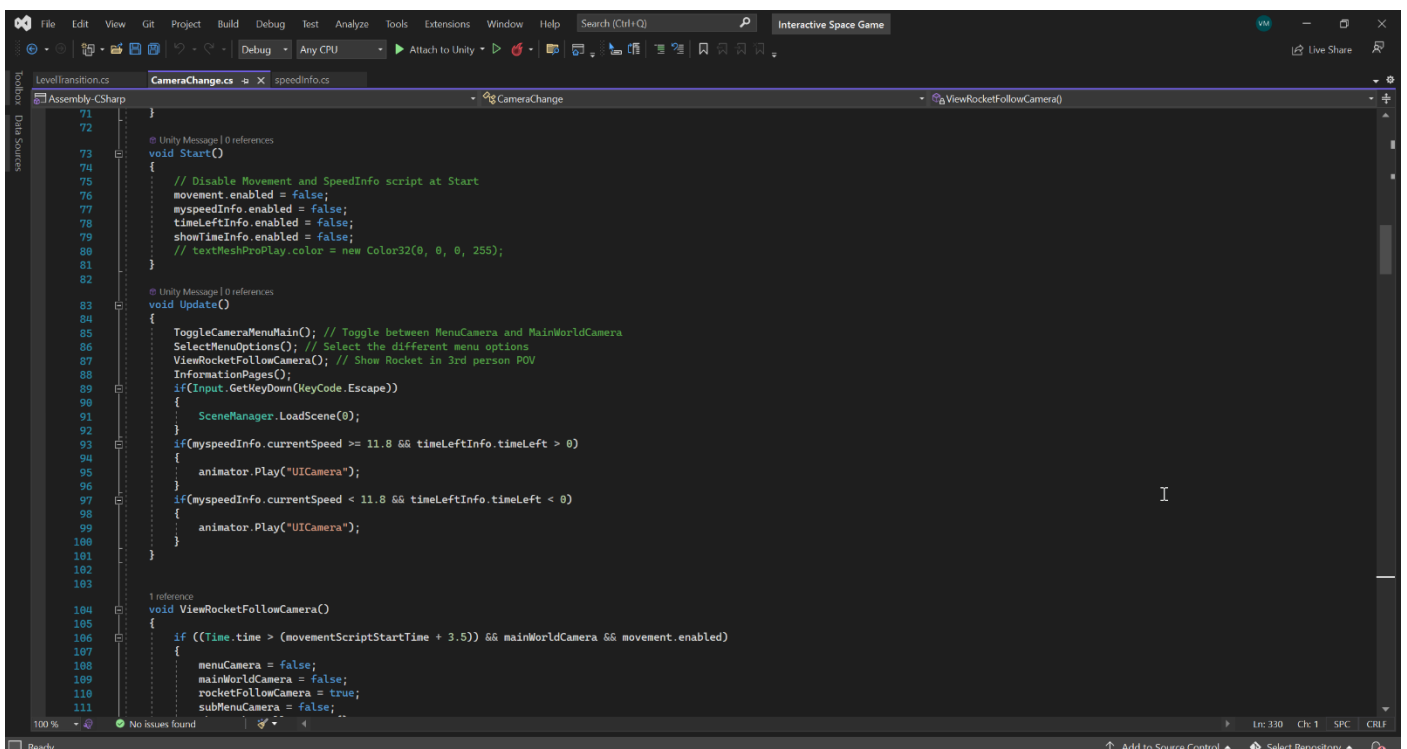 File Edit View Git Project Build Debug Test Analyze Tools Extensions Window Help Search (Ctrl+Q) Interactive Space Game VM
Debug Any CPU Attach to Unity Live Share
Toolbox
Data Sources
LevelTransition.cs CameraChange.cs speedInfo.cs
Assembly-CSharp CameraChange ViewRocketFollowCamera()
71 }
72
Unity Message | 0 references
73 void Start()
74 {
75 // Disable Movement and SpeedInfo script at Start
76 movement.enabled = false;
77 myspeedInfo.enabled = false;
78 timeLeftInfo.enabled = false;
79 showTimeInfo.enabled = false;
80 // textMeshProPlay.color = new Color32(0, 0, 0, 255);
81 }
82
Unity Message | 0 references
83 void Update()
84 {
85 ToggleCameraMenuMain(); // Toggle between MenuCamera and MainWorldCamera
86 SelectMenuOptions(); // Select the different menu options
87 ViewRocketFollowCamera(); // Show Rocket in 3rd person POV
88 InformationPages();
89 if(Input.GetKeyDown(KeyCode.Escape))
90 {
91 SceneManager.LoadScene(0);
92 }
93 if(myspeedInfo.currentSpeed >= 11.8 && timeLeftInfo.timeLeft > 0)
94 {
95 animator.Play("UICamera");
96 }
97 if(myspeedInfo.currentSpeed < 11.8 && timeLeftInfo.timeLeft < 0)
98 {
99 animator.Play("UICamera");
100 }
101 }
102
103
1 reference
104 void ViewRocketFollowCamera()
105 {
106 if ((Time.time > (movementScriptStartTime + 3.5)) && mainWorldCamera && movement.enabled)
107 {
108 menuCamera = false;
109 mainWorldCamera = false;
110 rocketFollowCamera = true;
111 subMenuCamera = false;
100 % No issues found Ln: 330 Ch: 1 SPC CRLF
Ready Add to Source Control Select Repository